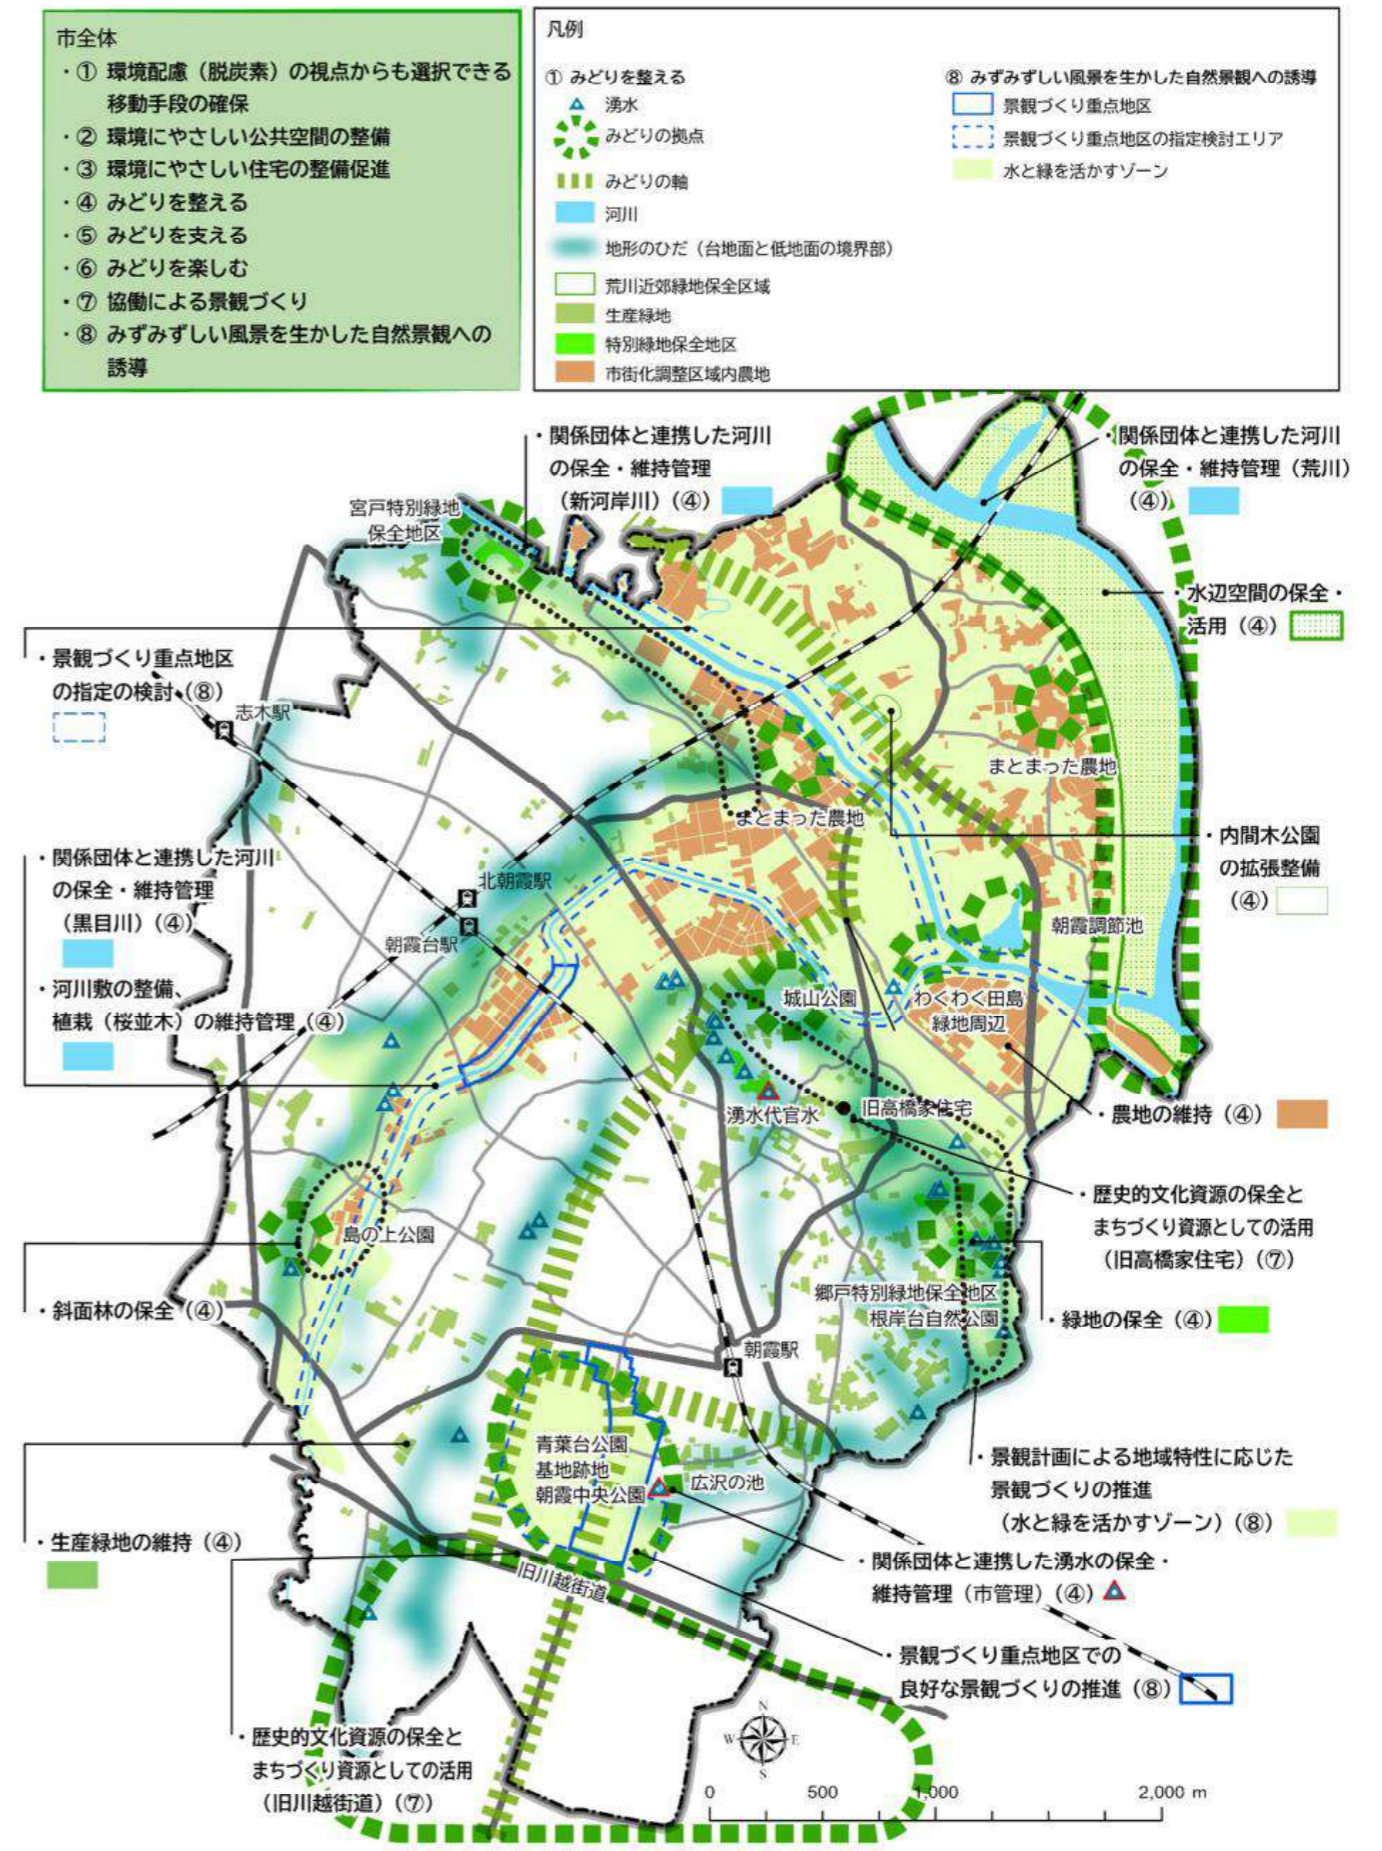 市全体
・① 環境配慮（脱炭素）の視点からも選択できる
移動手段の確保
・② 環境にやさしい公共空間の整備
・③ 環境にやさしい住宅の整備促進
・④ みどりを整える
・⑤ みどりを支える
・⑥ みどりを楽しむ
・⑦ 協働による景観づくり
・⑧ みずみずしい風景を生かした自然景観への
誘導
凡例
① みどりを整える
湧水
みどりの拠点
みどりの軸
河川
地形のひだ（台地面と低地面の境界部）
荒川近郊緑地保全区域
生産緑地
特別緑地保全地区
市街化調整区域内農地
⑧ みずみずしい風景を生かした自然景観への誘導
景観づくり重点地区
景観づくり重点地区の指定検討エリア
水と緑を活かすゾーン
・関係団体と連携した河川
の保全・維持管理
（新河岸川）（④）
・関係団体と連携した河川
の保全・維持管理（荒川）
（④）
宮戸特別緑地
保全地区
・水辺空間の保全・
活用（④）
・景観づくり重点地区
の指定の検討（⑧）
志木駅
まとまった農地
まとまった農地
・内間木公園
の拡張整備
（④）
・関係団体と連携した河川
の保全・維持管理
（黒目川）（④）
北朝霞駅
朝霞台駅
朝霞調節池
・河川敷の整備、
植栽（桜並木）の維持管理（④）
城山公園
わくわく田島
緑地周辺
湧水代官水
旧高橋家住宅
・農地の維持（④）
・歴史的文化資源の保全と
まちづくり資源としての活用
（旧高橋家住宅）（⑦）
島の上公園
・斜面林の保全（④）
郷戸特別緑地保全地区
根岸台自然公園
・緑地の保全（④）
朝霞駅
青葉台公園
基地跡地
朝霞中央公園
広沢の池
・景観計画による地域特性に応じた
景観づくりの推進
（水と緑を活かすゾーン）（⑧）
・生産緑地の維持（④）
・関係団体と連携した湧水の保全・
維持管理（市管理）（④）
旧川越街道
・景観づくり重点地区での
良好な景観づくりの推進（⑧）
・歴史的文化資源の保全と
まちづくり資源としての活用
（旧川越街道）（⑦）
N
W E
S
0 500 1,000 2,000 m